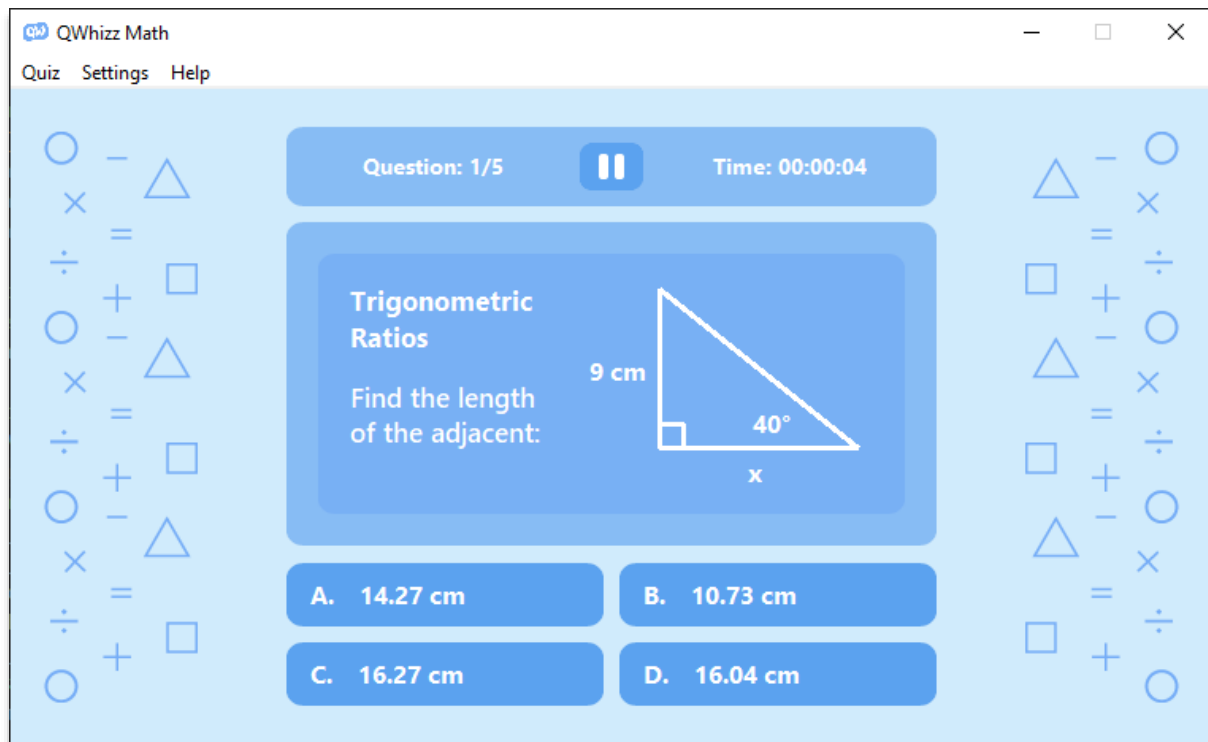 QW QWhizz Math
Quiz Settings Help
Question: 1/5 Time: 00:00:04
Trigonometric
Ratios
Find the length
of the adjacent:
9 cm
40°
x
A. 14.27 cm
B. 10.73 cm
C. 16.27 cm
D. 16.04 cm